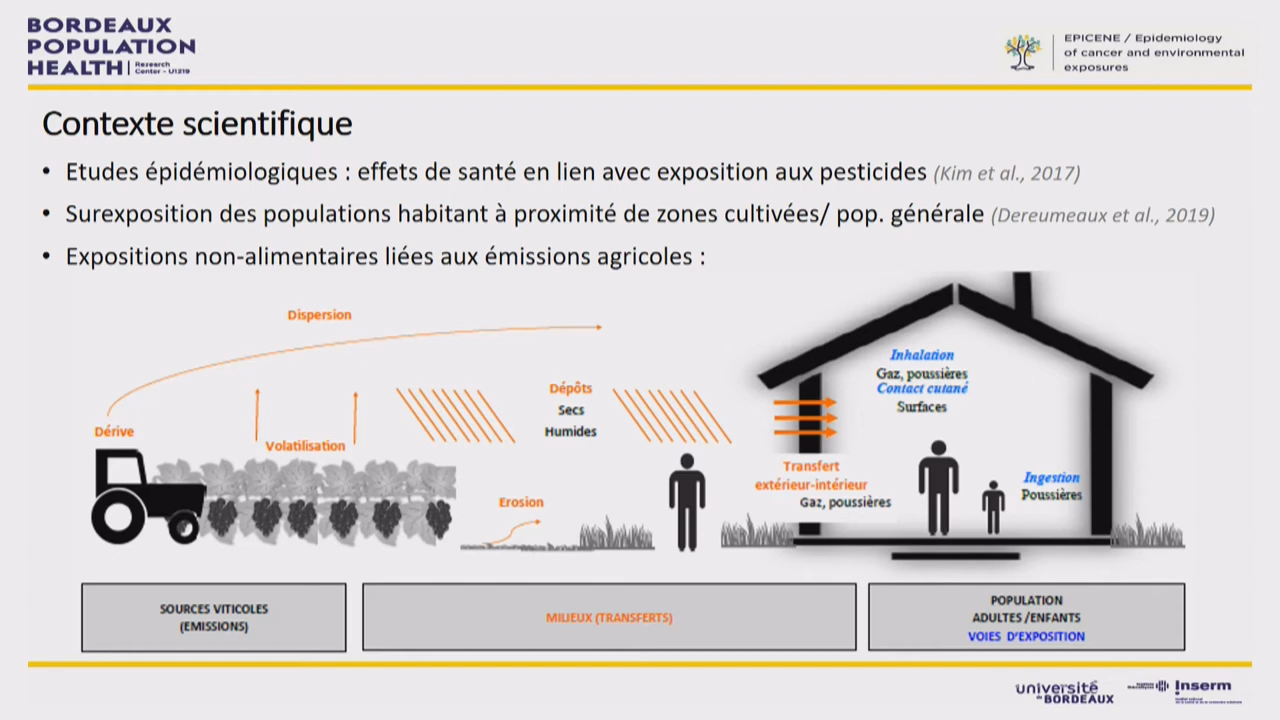 BORDEAUX
POPULATION
HEALTH
Research
Center - U1219
EPICENE / Epidemiology
of cancer and environmental
exposures
Contexte scientifique
• Etudes épidémiologiques : effets de santé en lien avec exposition aux pesticides (Kim et al., 2017)
• Surexposition des populations habitant à proximité de zones cultivées/ pop. générale (Dereumeaux et al., 2019)
• Expositions non-alimentaires liées aux émissions agricoles :
Dispersion
Dérive
Volatilisation
Dépôts
Secs
Humides
Erosion
Transfert
extérieur-intérieur
Gaz, poussières
Inhalation
Gaz, poussières
Contact cutané
Surfaces
Ingestion
Poussières
SOURCES VITICOLES
(EMISSIONS)
MILIEUX (TRANSFERTS)
POPULATION
ADULTES /ENFANTS
VOIES D'EXPOSITION
université
de BORDEAUX
Inserm